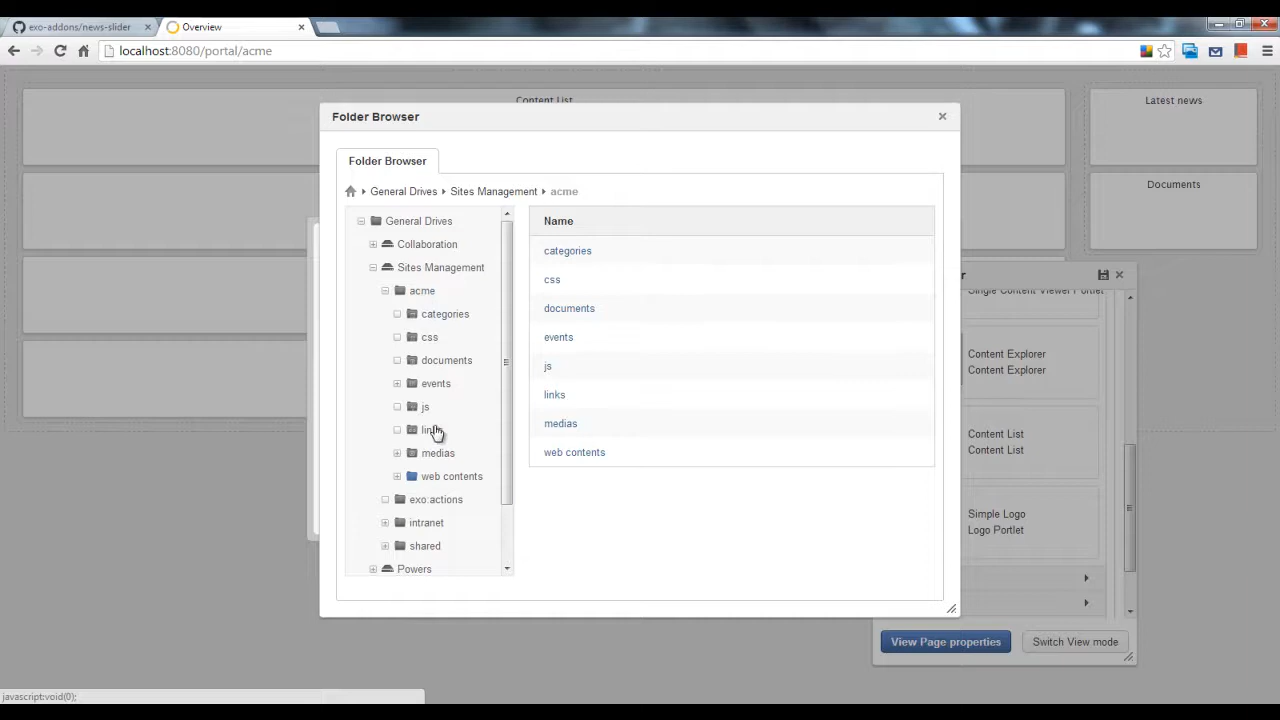 exo-addons/news-slider
Overview
localhost:8080/portal/acme
Content List
Latest news
Documents
Folder Browser
Folder Browser
General Drives
Sites Management
acme
General Drives
Collaboration
Sites Management
acme
categories
css
documents
events
js
links
medias
web contents
exo:actions
intranet
shared
Powers
Name
categories
css
documents
events
js
links
medias
web contents
Single Content Viewer Portlet
Content Explorer
Content Explorer
Content List
Content List
Simple Logo
Logo Portlet
View Page properties
Switch View mode
javascript:void(0);